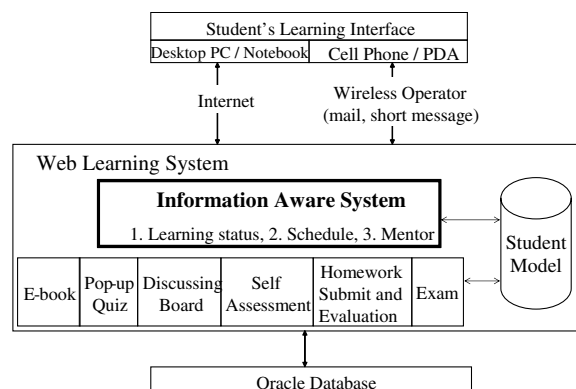 Student's Learning Interface
Desktop PC / Notebook
Cell Phone / PDA
Internet
Wireless Operator
(mail, short message)
Web Learning System
Information Aware System
1. Learning status, 2. Schedule, 3. Mentor
Student
Model
E-book
Pop-up
Quiz
Discussing
Board
Self
Assessment
Homework
Submit and
Evaluation
Exam
Oracle Database